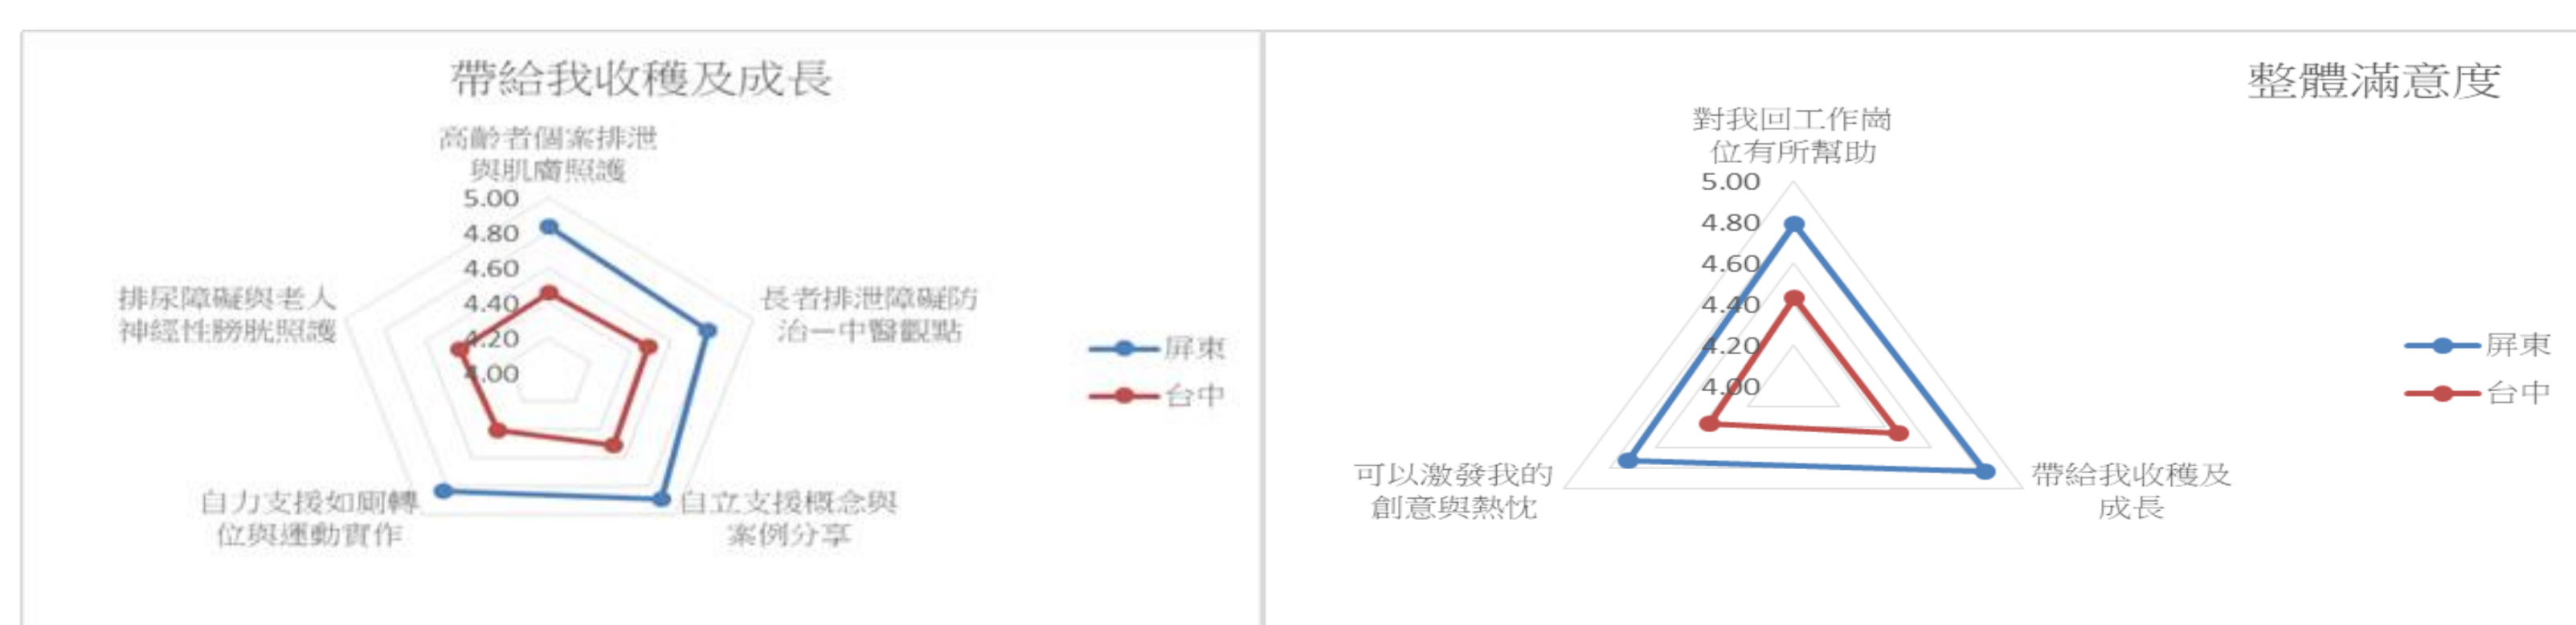 帶給我收穫及成長
高齡者個案排泄
與肌膚照護
5.00
4.80
4.60
4.40
4.20
4.00
長者排泄障礙防
治一中醫觀點
自立支援概念與
案例分享
自力支援如廁轉
位與運動實作
排尿障礙與老人
神經性膀胱照護
屏東
台中
整體滿意度
對我回工作崗
位有所幫助
5.00
4.80
4.60
4.40
4.20
4.00
帶給我收穫及
成長
可以激發我的
創意與熱忱
屏東
台中